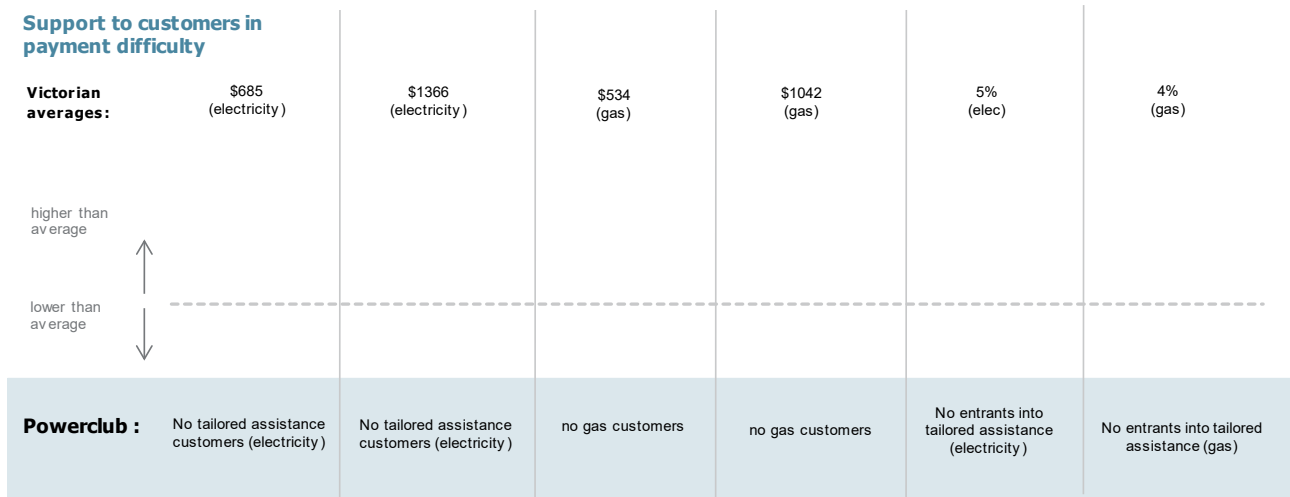 Support to customers in
payment difficulty
Victorian
averages:
$685
(electricity)
$1366
(electricity)
$534
(gas)
$1042
(gas)
5%
(elec)
4%
(gas)
higher than
average
lower than
average
Powerclub :
No tailored assistance
customers (electricity)
No tailored assistance
customers (electricity)
no gas customers
no gas customers
No entrants into
tailored assistance
(electricity)
No entrants into tailored
assistance (gas)